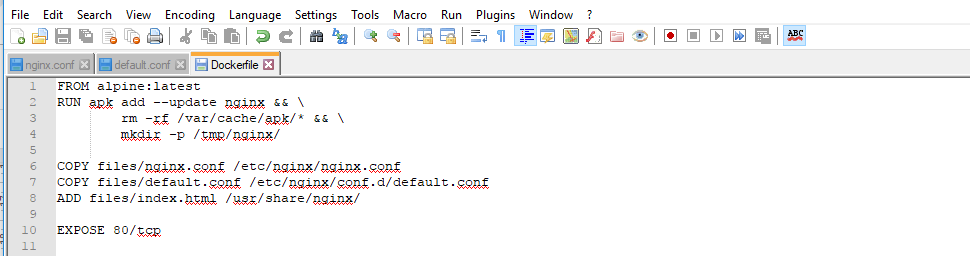 File Edit Search View Encoding Language Settings Tools Macro Run Plugins Window ?
ABC
nginx.conf default.conf Dockerfile
1 FROM alpine:latest
2 RUN apk add --update nginx && \
3 rm -rf /var/cache/apk/* && \
4 mkdir -p /tmp/nginx/
5
6 COPY files/nginx.conf /etc/nginx/nginx.conf
7 COPY files/default.conf /etc/nginx/conf.d/default.conf
8 ADD files/index.html /usr/share/nginx/
9
10 EXPOSE 80/tcp
11